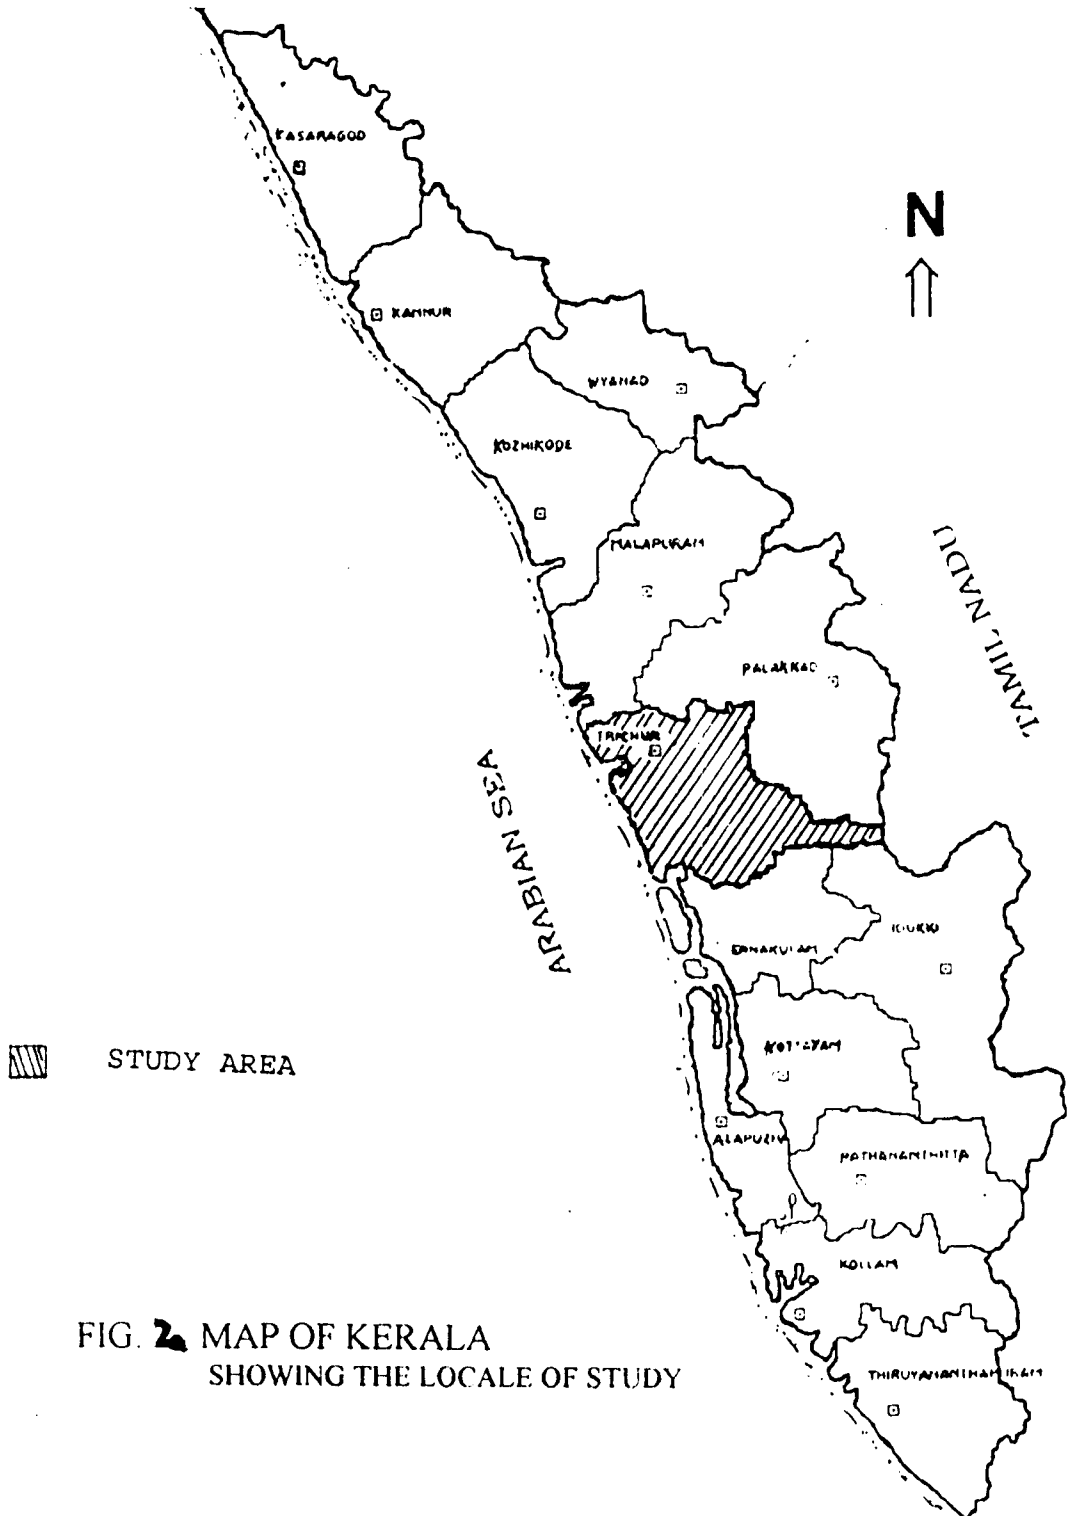 KASARAGOD
N
KANNUR
WYANAD
KOZHIKODE
MALAPURAM
TAMIL NADU
PALAKKAD
TRICHUR
ARABIAN SEA
IDUKKI
ERNAKULAM
KOTTAYAM
STUDY AREA
ALAPUZHA
PATHANAMTHITTA
KOLLAM
FIG. 2a MAP OF KERALA
SHOWING THE LOCALE OF STUDY
THIRUVANANTHAPURAM